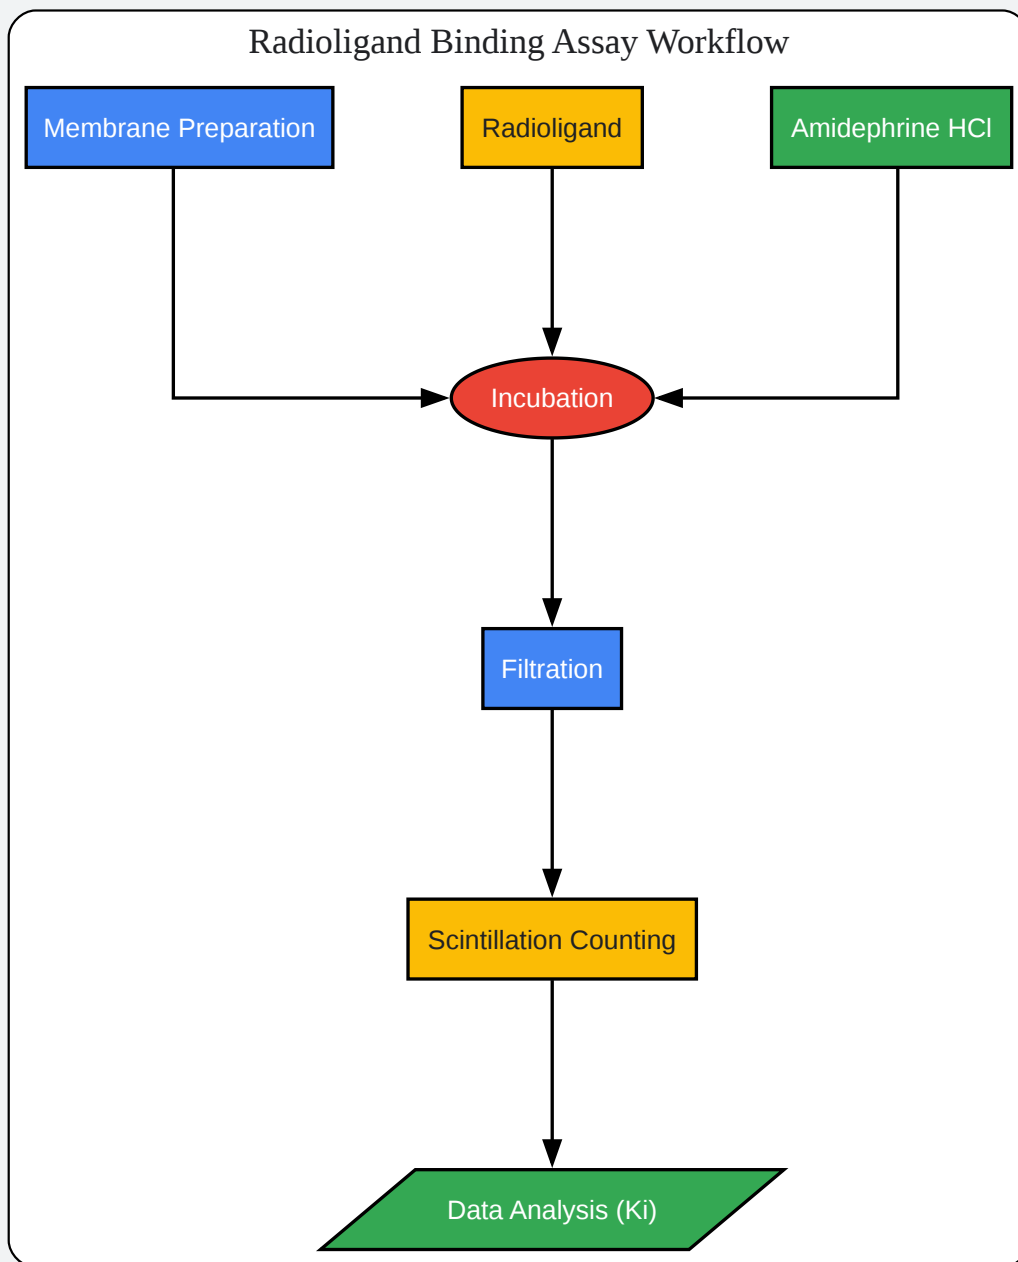 Radioligand Binding Assay Workflow
Membrane Preparation
Radioligand
Amidephrine HCl
Incubation
Filtration
Scintillation Counting
Data Analysis (Ki)